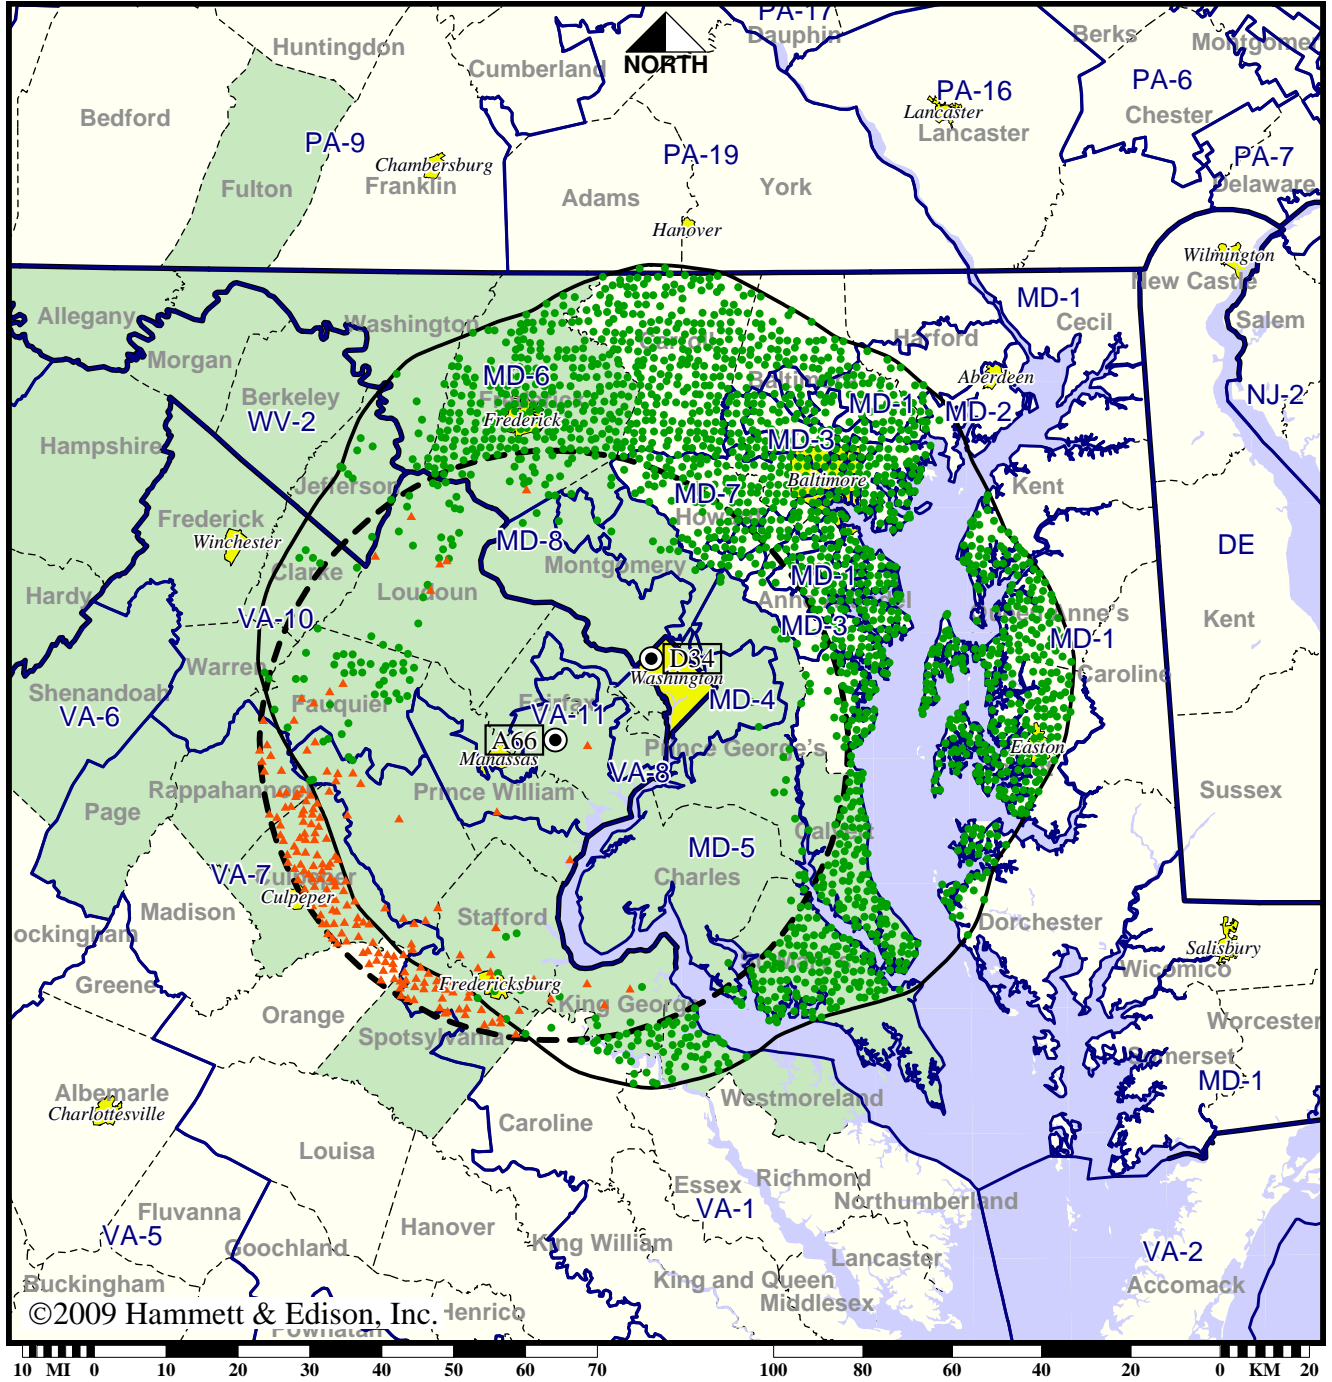 PA-17
Dauphin
Berks
Huntingdon
NORTH
Cumberland
PA-6
PA-16
Lancaster
Lancaster
Chester
Bedford
PA-9
Chambersburg
Franklin
PA-19
PA-7
Delaware
Fulton
Adams
York
Hanover
Wilmington
New Castle
MD-1
Cecil
Salem
Allegany
Washington
Harford
Morgan
MD-6
Aberdeen
NJ-2
Berkeley
WV-2
Frederick
MD-1
MD-2
Hampshire
MD-3
Baltimore
Jefferson
MD-7
Kent
Frederick
Winchester
MD-8
DE
Clarke
Montgomery
MD-1
Hardy
Loudoun
VA-10
MD-3
MD-1
Kent
Warren
D34
Washington
Caroline
Shenandoah
VA-6
Fauquier
Fairfax
VA-11
MD-4
A66
Manassas
Prince George's
Easton
VA-8
Rappahannock
Prince William
Sussex
Page
Calvert
MD-5
VA-7
Culpeper
Charles
Madison
Stafford
Dorchester
ockingham
Salisbury
Wicomico
Greene
Fredericksburg
King George
Orange
Worcester
Spotsylvania
Somerset
MD-1
Albemarle
Charlottesville
Westmoreland
Caroline
Louisa
Essex
Richmond
VA-1
Northumberland
Fluvanna
VA-5
Hanover
Goochland
King William
Lancaster
VA-2
Accomack
Buckingham
King and Queen
Middlesex
©2009 Hammett & Edison, Inc.
Henrico
Powhatan
10 MI 0 10 20 30 40 50 60 70 100 80 60 40 20 0 KM 20